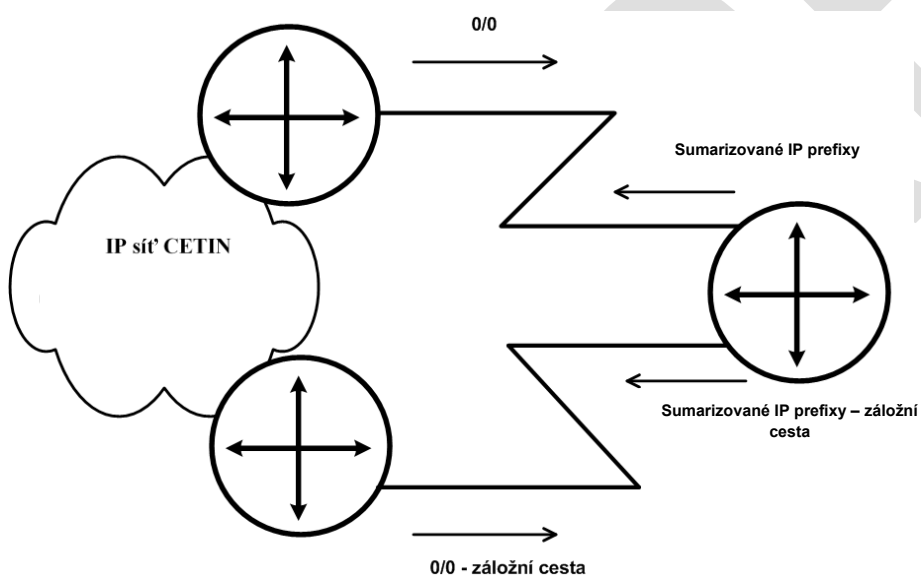 0/0
Sumarizované IP prefixy
IP síť CETIN
Sumarizované IP prefixy – záložní
cesta
0/0 - záložní cesta